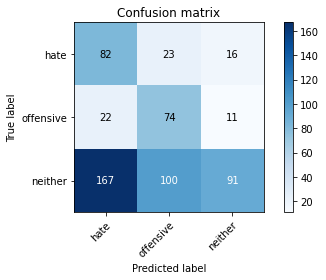 Confusion matrix
True label
hate 82 23 16
offensive 22 74 11
neither 167 100 91
hate offensive neither
Predicted label
160
140
120
100
80
60
40
20